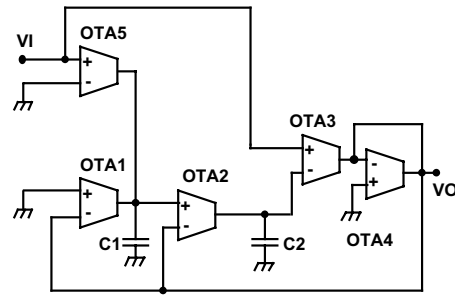 VI
OTA5
+
-
OTA3
+
-
-
+
VO
OTA4
OTA1
+
-
OTA2
+
-
C1
C2